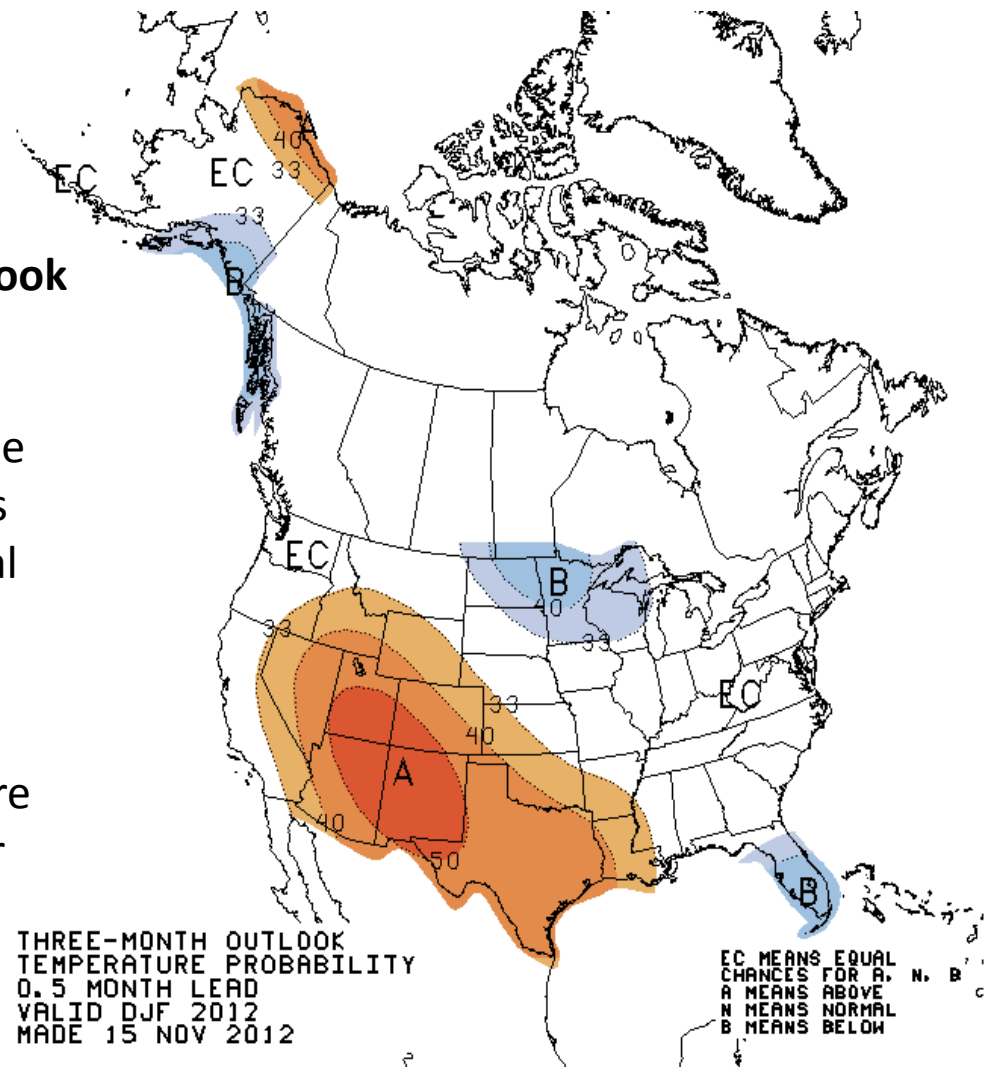 A
40
EC
33
EC
33
B
ook
e
s
EC
al
B
40
33
33
EC
33
40
A
re
40
r
50
B
THREE-MONTH OUTLOOK
TEMPERATURE PROBABILITY
0.5 MONTH LEAD
VALID DJF 2012
MADE 15 NOV 2012
EC MEANS EQUAL
CHANCES FOR A, N, B
A MEANS ABOVE
N MEANS NORMAL
B MEANS BELOW
c